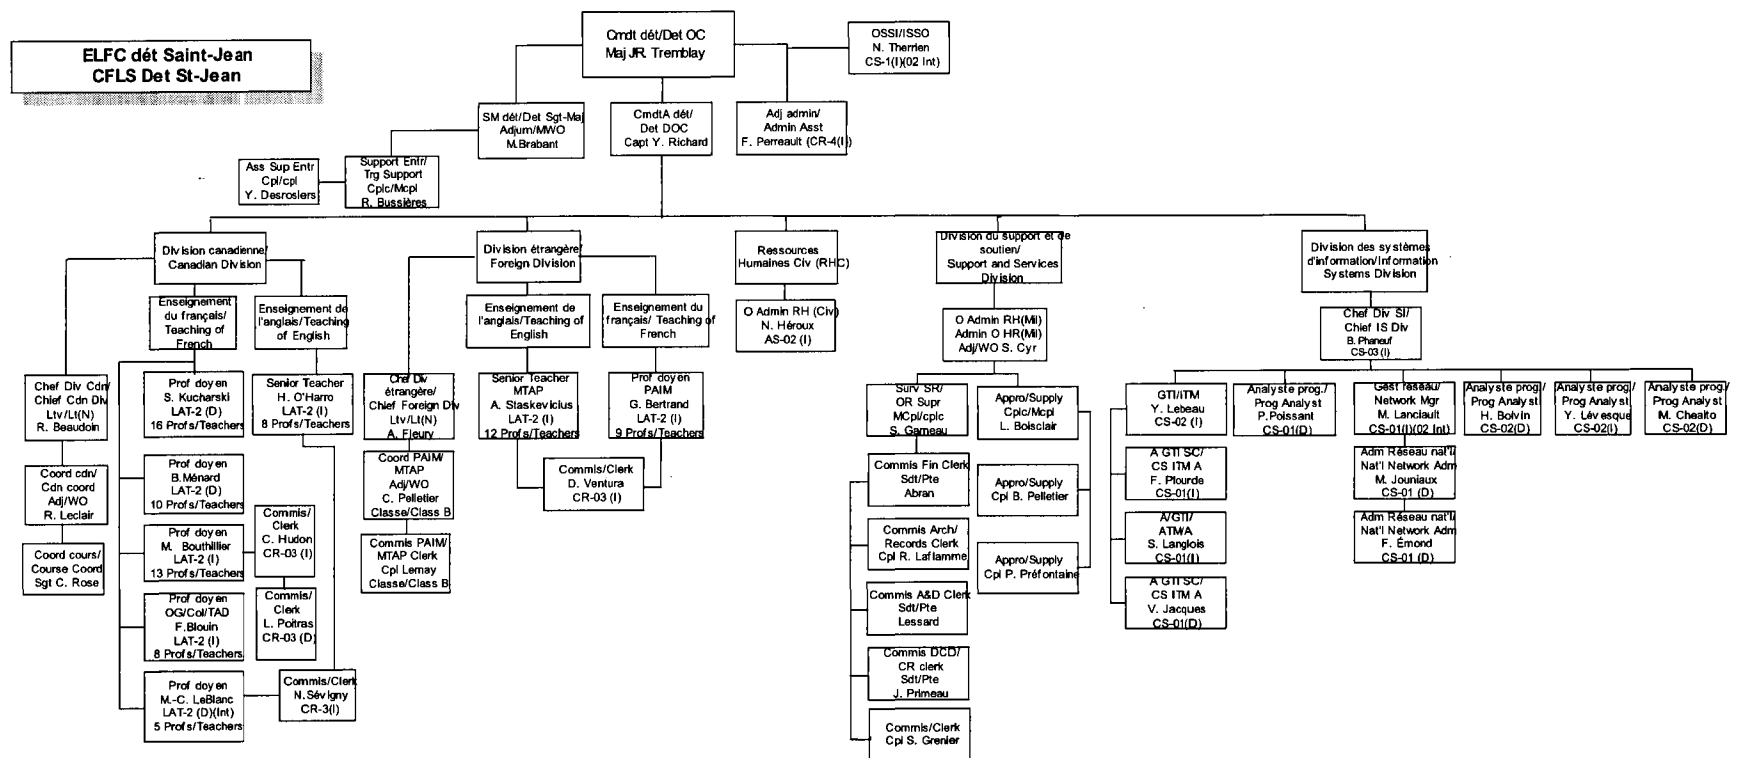 ELFC dét Saint-Jean
CFLS Det St-Jean
Cmdt dét/Det OC
Maj JR. Tremblay
OSSI/ISSO
N. Therrien
CS-1(I)(02 Int)
SM dét/Det Sgt-Maj
Adjum/MWO
M.Brabant
CmdtA dét/
Det DOC
Capt Y. Richard
Adj admin/
Admin Asst
F. Perreault (CR-4(I)
Ass Sup Entr
Cpl/cpl
Y. Desrosiers
Support Entr/
Trg Support
Cplc/Mcpl
R. Bussières
Division canadienne/
Canadian Division
Division étrangère/
Foreign Division
Ressources
Humaines Civ (RHC)
Division du support et de
soutien/
Support and Services
Division
Division des systèmes
d'information/Information
Systems Division
Enseignement
du français/
Teaching of
French
Enseignement de
l'anglais/Teaching
of English
Enseignement de
l'anglais/Teaching of
English
Enseignement du
français/ Teaching of
French
O Admin RH (Civ)
N. Héroux
AS-02 (I)
O Admin RH(Mil)
Admin O HR(Mil)
Adj/WO S. Cyr
Chef Div SI/
Chief IS Div
B. Phaneuf
CS-03 (I)
Chef Div Cdn/
Chief Cdn Div
Ltv/Lt(N)
R. Beaudoin
Prof doyen
S. Kucharski
LAT-2 (D)
16 Profs/Teachers
Senior Teacher
H. O'Harro
LAT-2 (I)
8 Profs/Teachers
Chef Div
étrangère/
Chief Foreign Div
Ltv/Lt(N)
A. Fleury
Senior Teacher
MTAP
A. Staskevicius
LAT-2 (I)
12 Profs/Teachers
Prof doyen
PAIM
G. Bertrand
LAT-2 (I)
9 Profs/Teachers
Surv SR/
OR Supr
MCpl/cplc
S. Garneau
Appro/Supply
Cplc/Mcpl
L. Boisclair
GTI/ITM
Y. Lebeau
CS-02 (I)
Analyste prog./
Prog Analyst
P.Poissant
CS-01(D)
Gest réseau/
Network Mgr
M. Lanciault
CS-01(I)(02 Int)
Analyste prog./
Prog Analyst
H. Boivin
CS-02(D)
Analyste prog./
Prog Analyst
Y. Lévesque
CS-02(I)
Analyste prog./
Prog Analyst
M. Chealto
CS-02(D)
Coord cdn/
Cdn coord
Adj/WO
R. Leclair
Prof doyen
B.Ménard
LAT-2 (D)
10 Profs/Teachers
Coord PAIM/
MTAP
Adj/WO
C. Pelletier
Classe/Class B
Commis/Clerk
D. Ventura
CR-03 (I)
Commis Fin Clerk
Sdt/Pte
Abran
Appro/Supply
Cpl B. Pelletier
A GTI SC/
CS ITM A
F. Plourde
CS-01(I)
Adm Réseau nat'l/
Nat'l Network Adm
M. Jouniaux
CS-01 (D)
Coord cours/
Course Coord
Sgt C. Rose
Prof doyen
M. Bouthillier
LAT-2 (I)
13 Profs/Teachers
Commis/
Clerk
C. Hudon
CR-03 (I)
Commis PAIM/
MTAP Clerk
Cpl Lemay
Classe/Class B
Commis Arch/
Records Clerk
Cpl R. Laflamme
Appro/Supply
Cpl P. Préfontaine
A/GTI/
ATM/A
S. Langlois
CS-01(I)
Adm Réseau nat'l/
Nat'l Network Adm
F. Émond
CS-01 (D)
Prof doyen
OG/Col/TAD
F.Blouin
LAT-2 (I)
8 Profs/Teachers
Commis/
Clerk
L. Poitras
CR-03 (D)
Commis A&D Clerk
Sdt/Pte
Lessard
A GTI SC/
CS ITM A
V. Jacques
CS-01(D)
Prof doyen
M.-C. LeBlanc
LAT-2 (D)(Int)
5 Profs/Teachers
Commis/Clerk
N.Sévigny
CR-3(I)
Commis DCD/
CR clerk
Sdt/Pte
J. Primeau
Commis/Clerk
Cpl S. Grenier